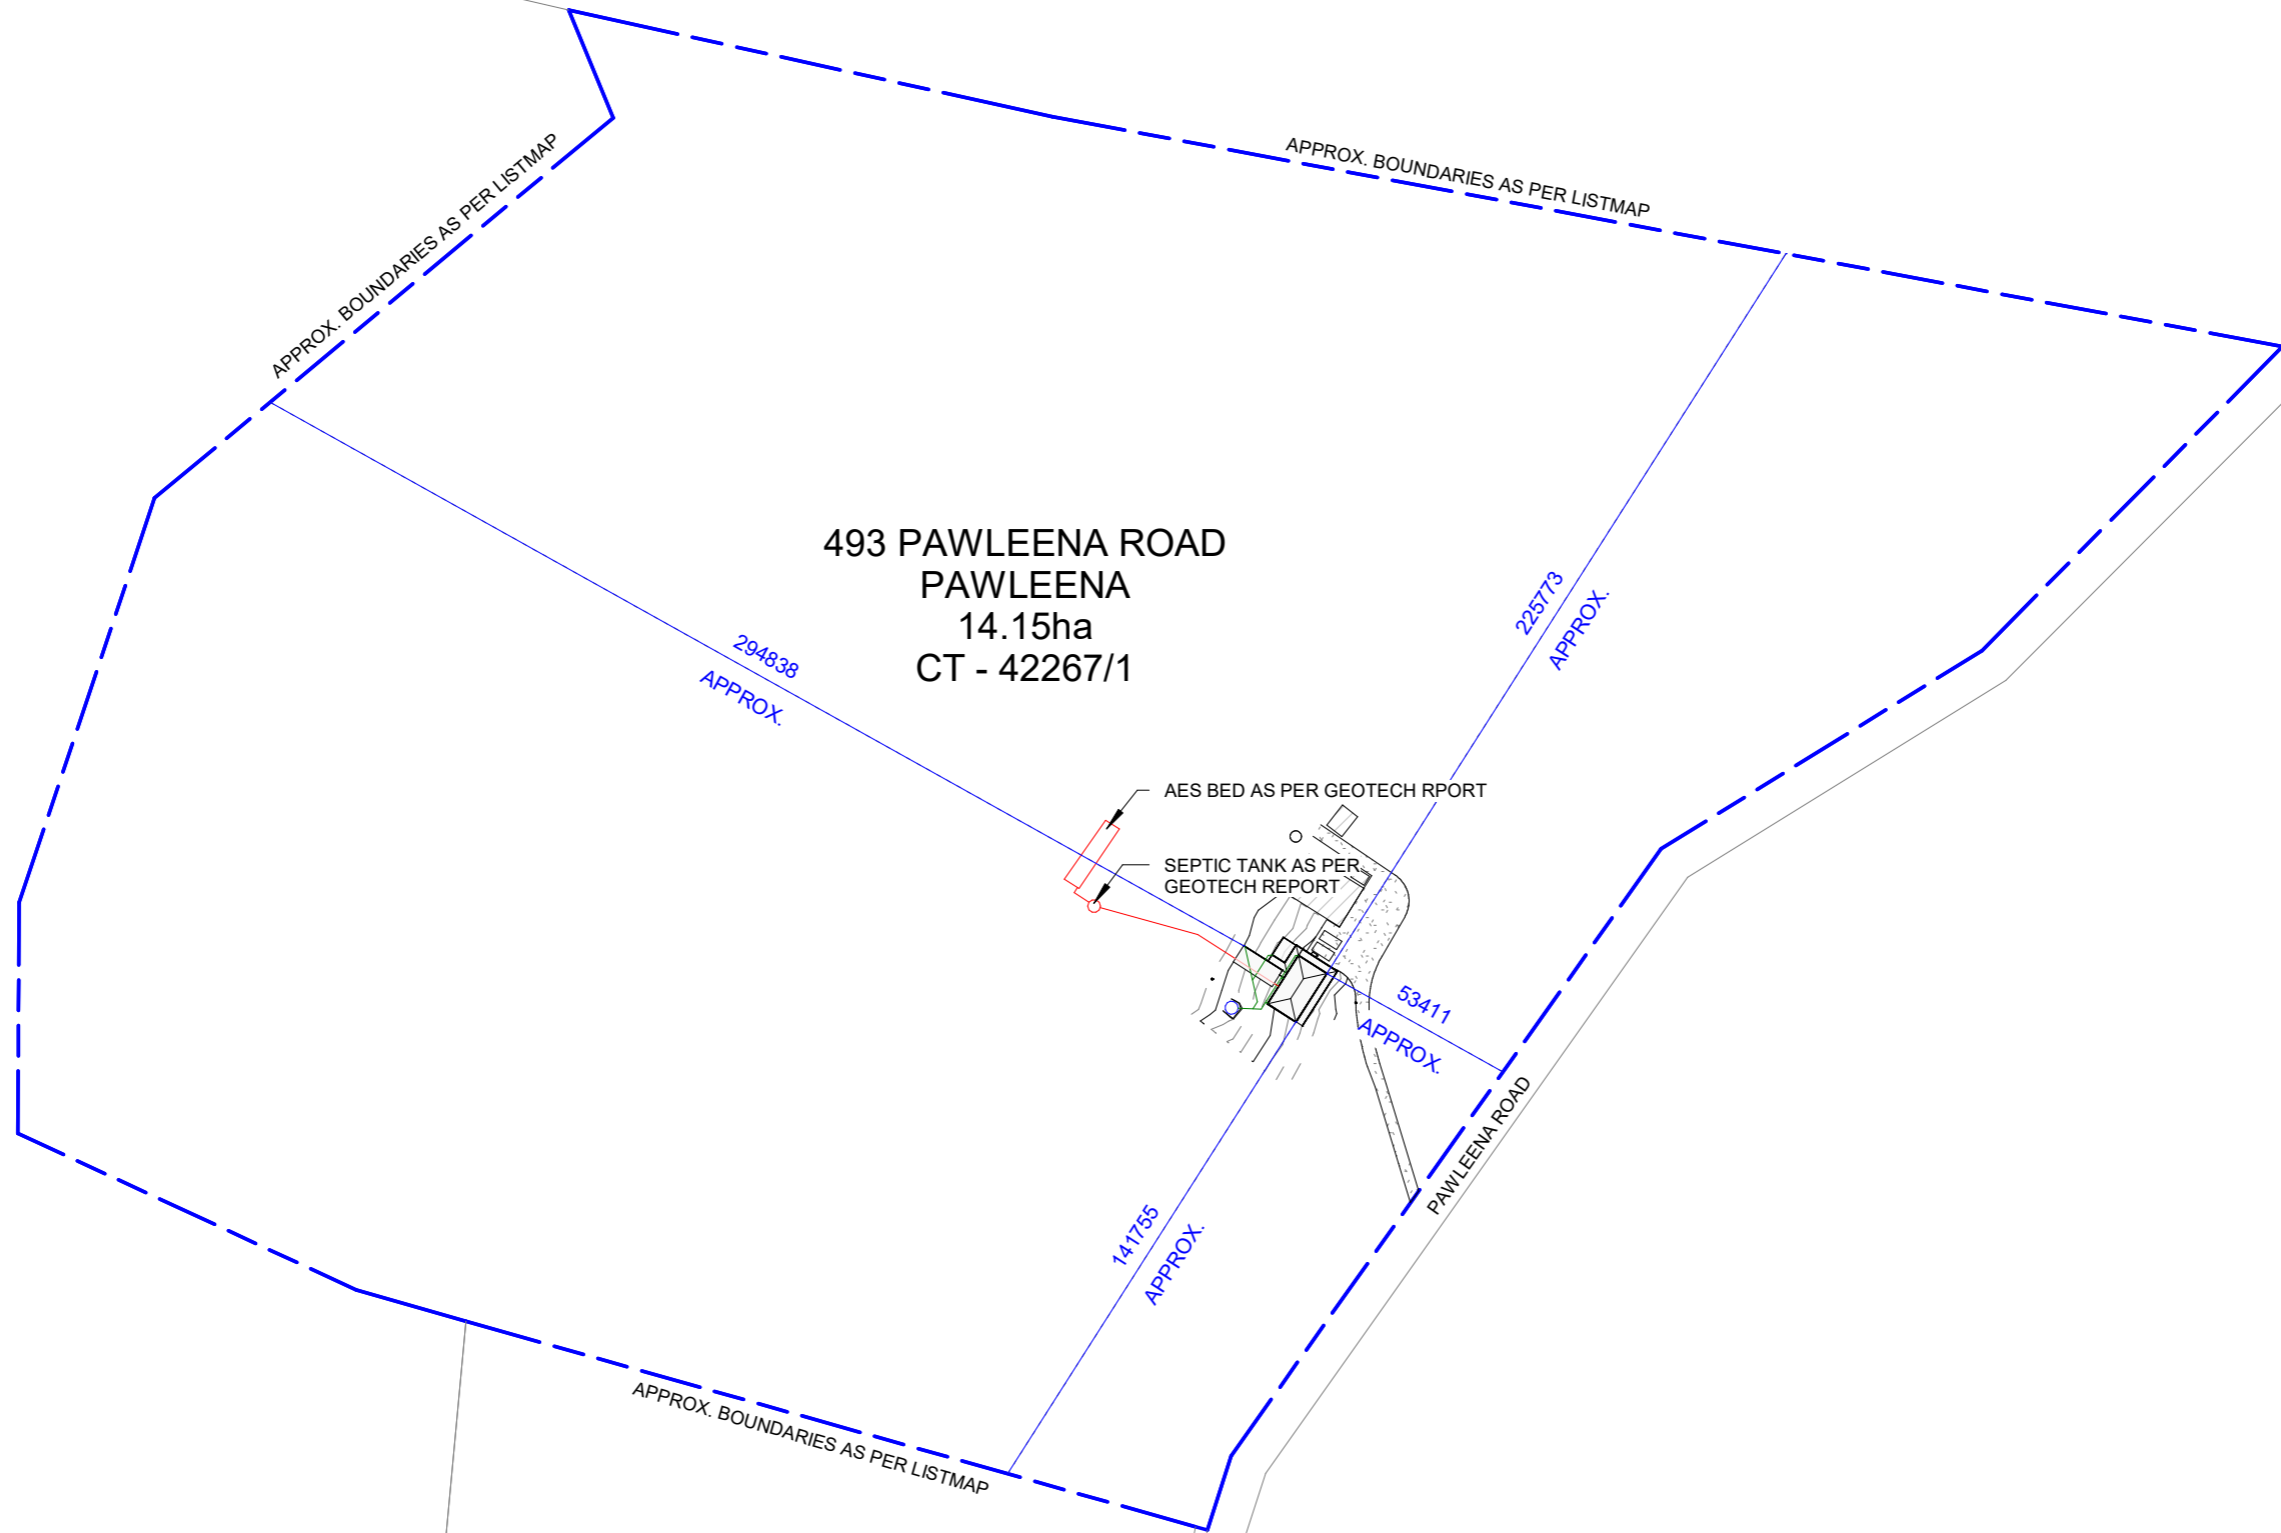 APPROX. BOUNDARIES AS PER LISTMAP
APPROX. BOUNDARIES AS PER LISTMAP
493 PAWLEENA ROAD
PAWLEENA
14.15ha
CT - 42267/1
225773
APPROX.
294838
APPROX.
AES BED AS PER GEOTECH RPORT
SEPTIC TANK AS PER
GEOTECH REPORT
53411
APPROX.
PAWLEENA ROAD
141755
APPROX.
APPROX. BOUNDARIES AS PER LISTMAP